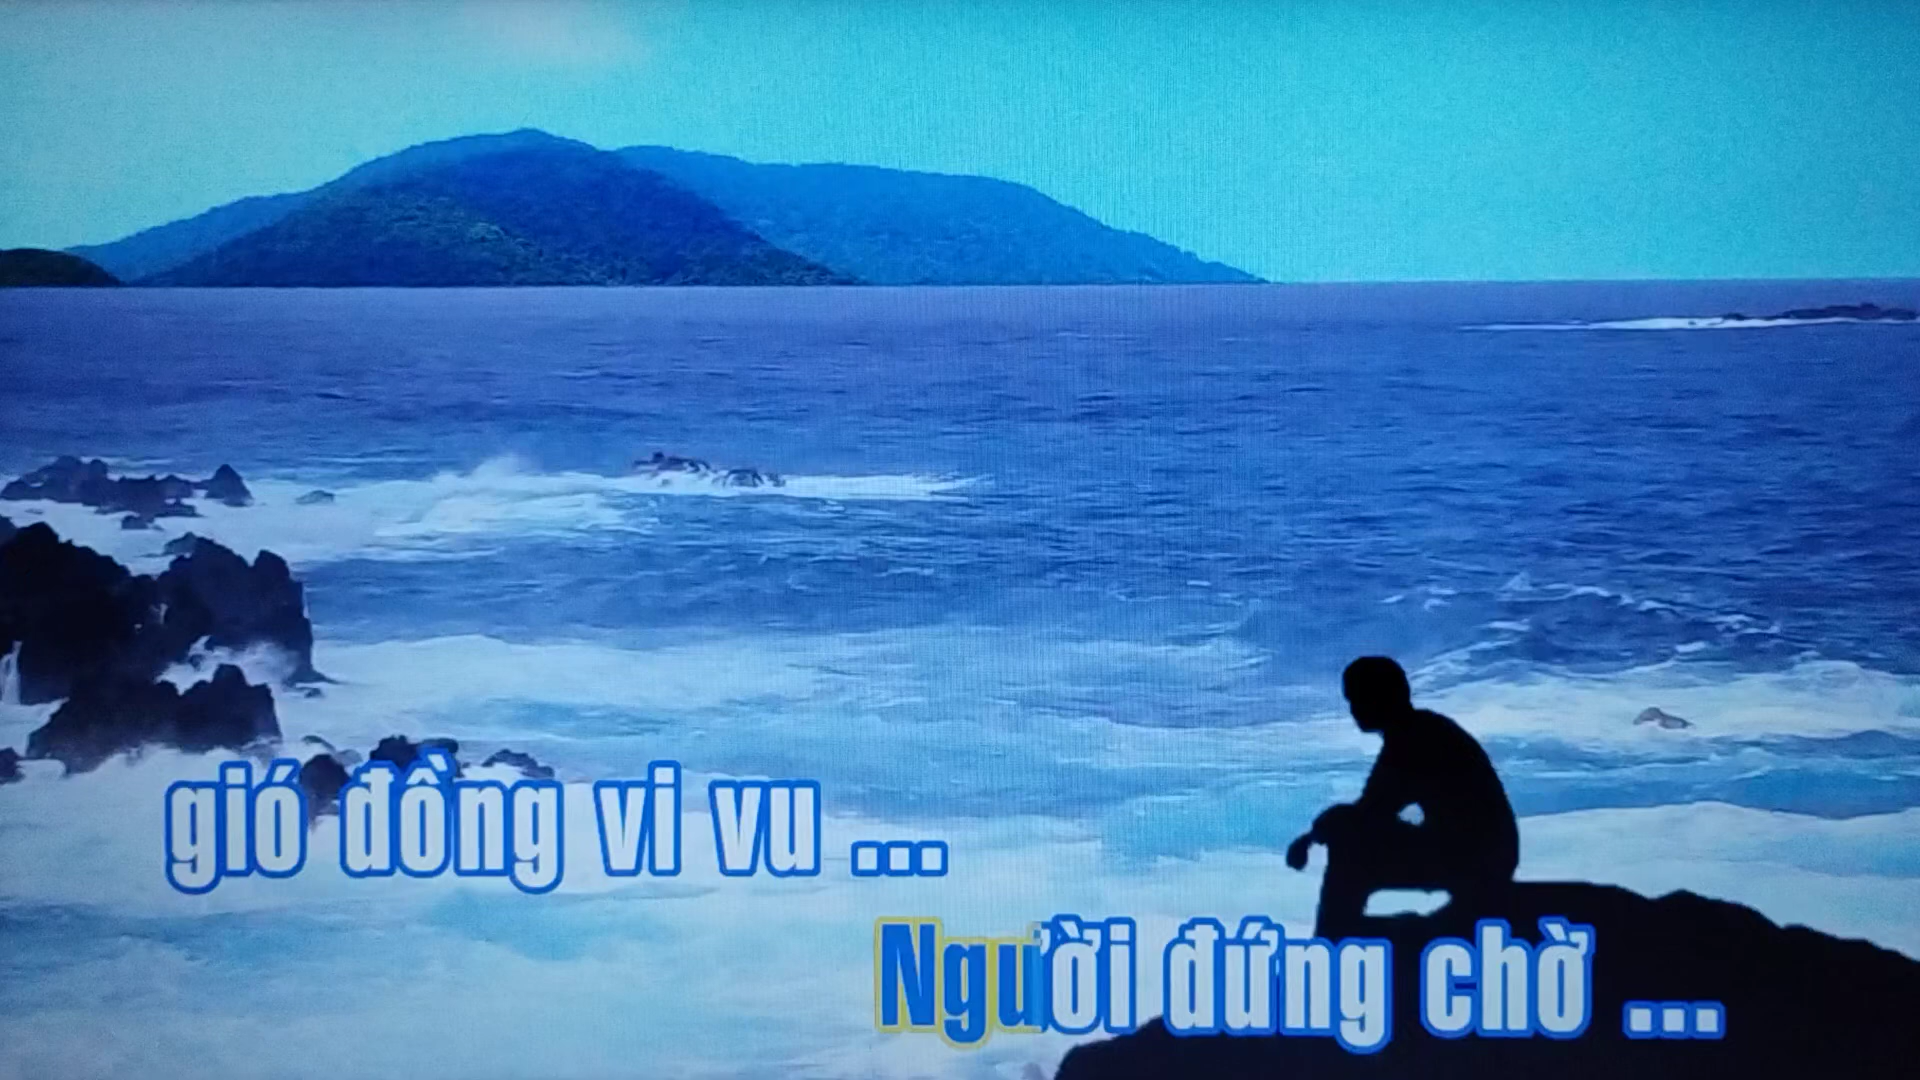 gió đồng vi vu ...
Người đứng chờ ...